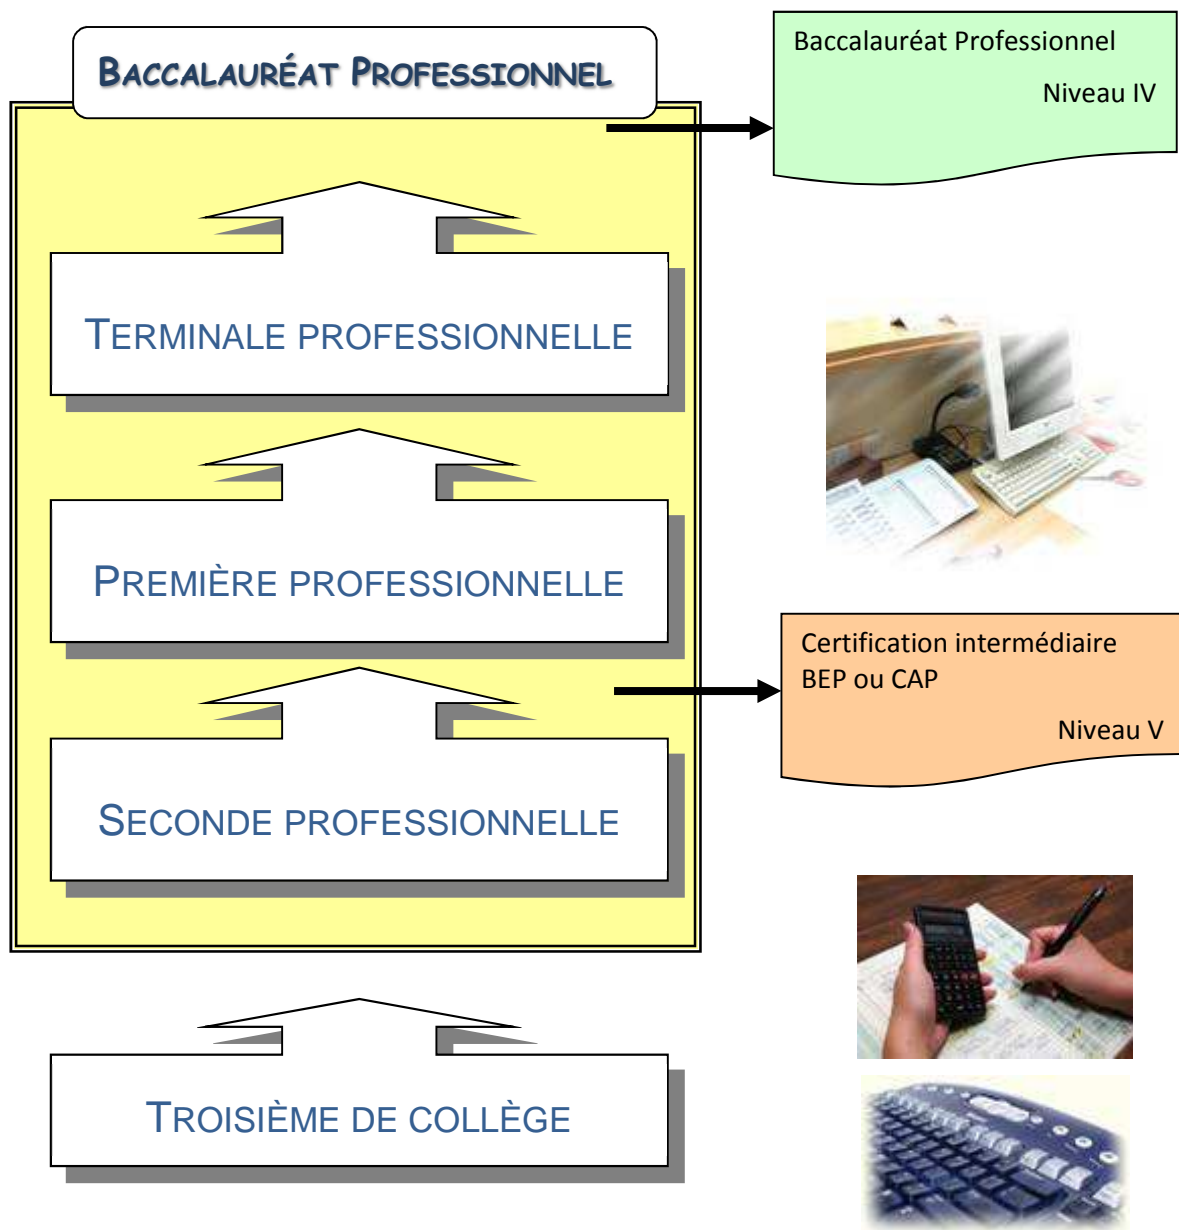 BACCALAURÉAT PROFESSIONNEL
Baccalauréat Professionnel
Niveau IV
TERMINALE PROFESSIONNELLE
PREMIÈRE PROFESSIONNELLE
Certification intermédiaire
BEP ou CAP
Niveau V
SECONDE PROFESSIONNELLE
TROISIÈME DE COLLÈGE